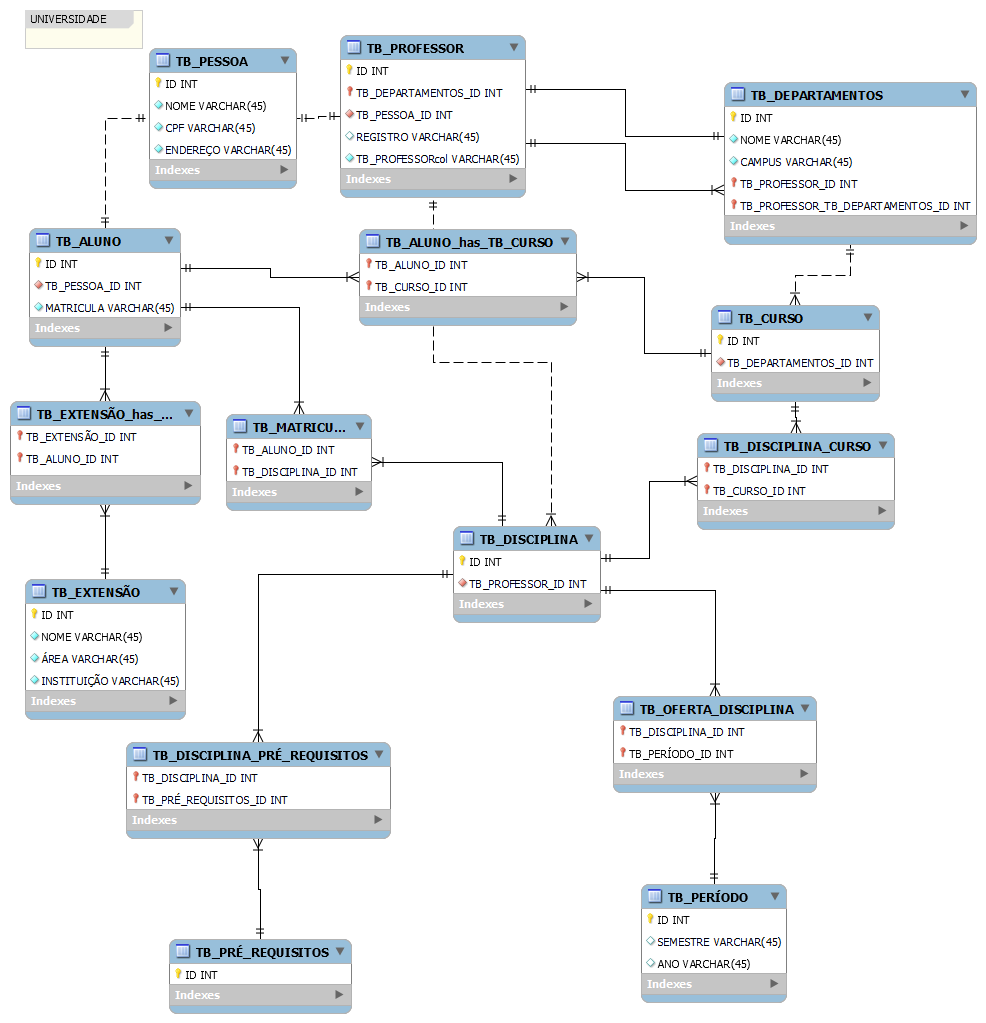 UNIVERSIDADE
TB_PESSOA
ID INT
NOME VARCHAR(45)
CPF VARCHAR(45)
ENDEREÇO VARCHAR(45)
Indexes
TB_PROFESSOR
ID INT
TB_DEPARTAMENTOS_ID INT
TB_PESSOA_ID INT
REGISTRO VARCHAR(45)
TB_PROFESSORcol VARCHAR(45)
Indexes
TB_DEPARTAMENTOS
ID INT
NOME VARCHAR(45)
CAMPUS VARCHAR(45)
TB_PROFESSOR_ID INT
TB_PROFESSOR_TB_DEPARTAMENTOS_ID INT
Indexes
TB_ALUNO
ID INT
TB_PESSOA_ID INT
MATRICULA VARCHAR(45)
Indexes
TB_ALUNO_has_TB_CURSO
TB_ALUNO_ID INT
TB_CURSO_ID INT
Indexes
TB_CURSO
ID INT
TB_DEPARTAMENTOS_ID INT
Indexes
TB_EXTENSÃO_has_...
TB_EXTENSÃO_ID INT
TB_ALUNO_ID INT
Indexes
TB_MATRICU...
TB_ALUNO_ID INT
TB_DISCIPLINA_ID INT
Indexes
TB_DISCIPLINA_CURSO
TB_DISCIPLINA_ID INT
TB_CURSO_ID INT
Indexes
TB_DISCIPLINA
ID INT
TB_PROFESSOR_ID INT
Indexes
TB_EXTENSÃO
ID INT
NOME VARCHAR(45)
ÁREA VARCHAR(45)
INSTITUIÇÃO VARCHAR(45)
Indexes
TB_OFERTA_DISCIPLINA
TB_DISCIPLINA_ID INT
TB_PERÍODO_ID INT
Indexes
TB_DISCIPLINA_PRÉ_REQUISITOS
TB_DISCIPLINA_ID INT
TB_PRÉ_REQUISITOS_ID INT
Indexes
TB_PERÍODO
ID INT
SEMESTRE VARCHAR(45)
ANO VARCHAR(45)
Indexes
TB_PRÉ_REQUISITOS
ID INT
Indexes